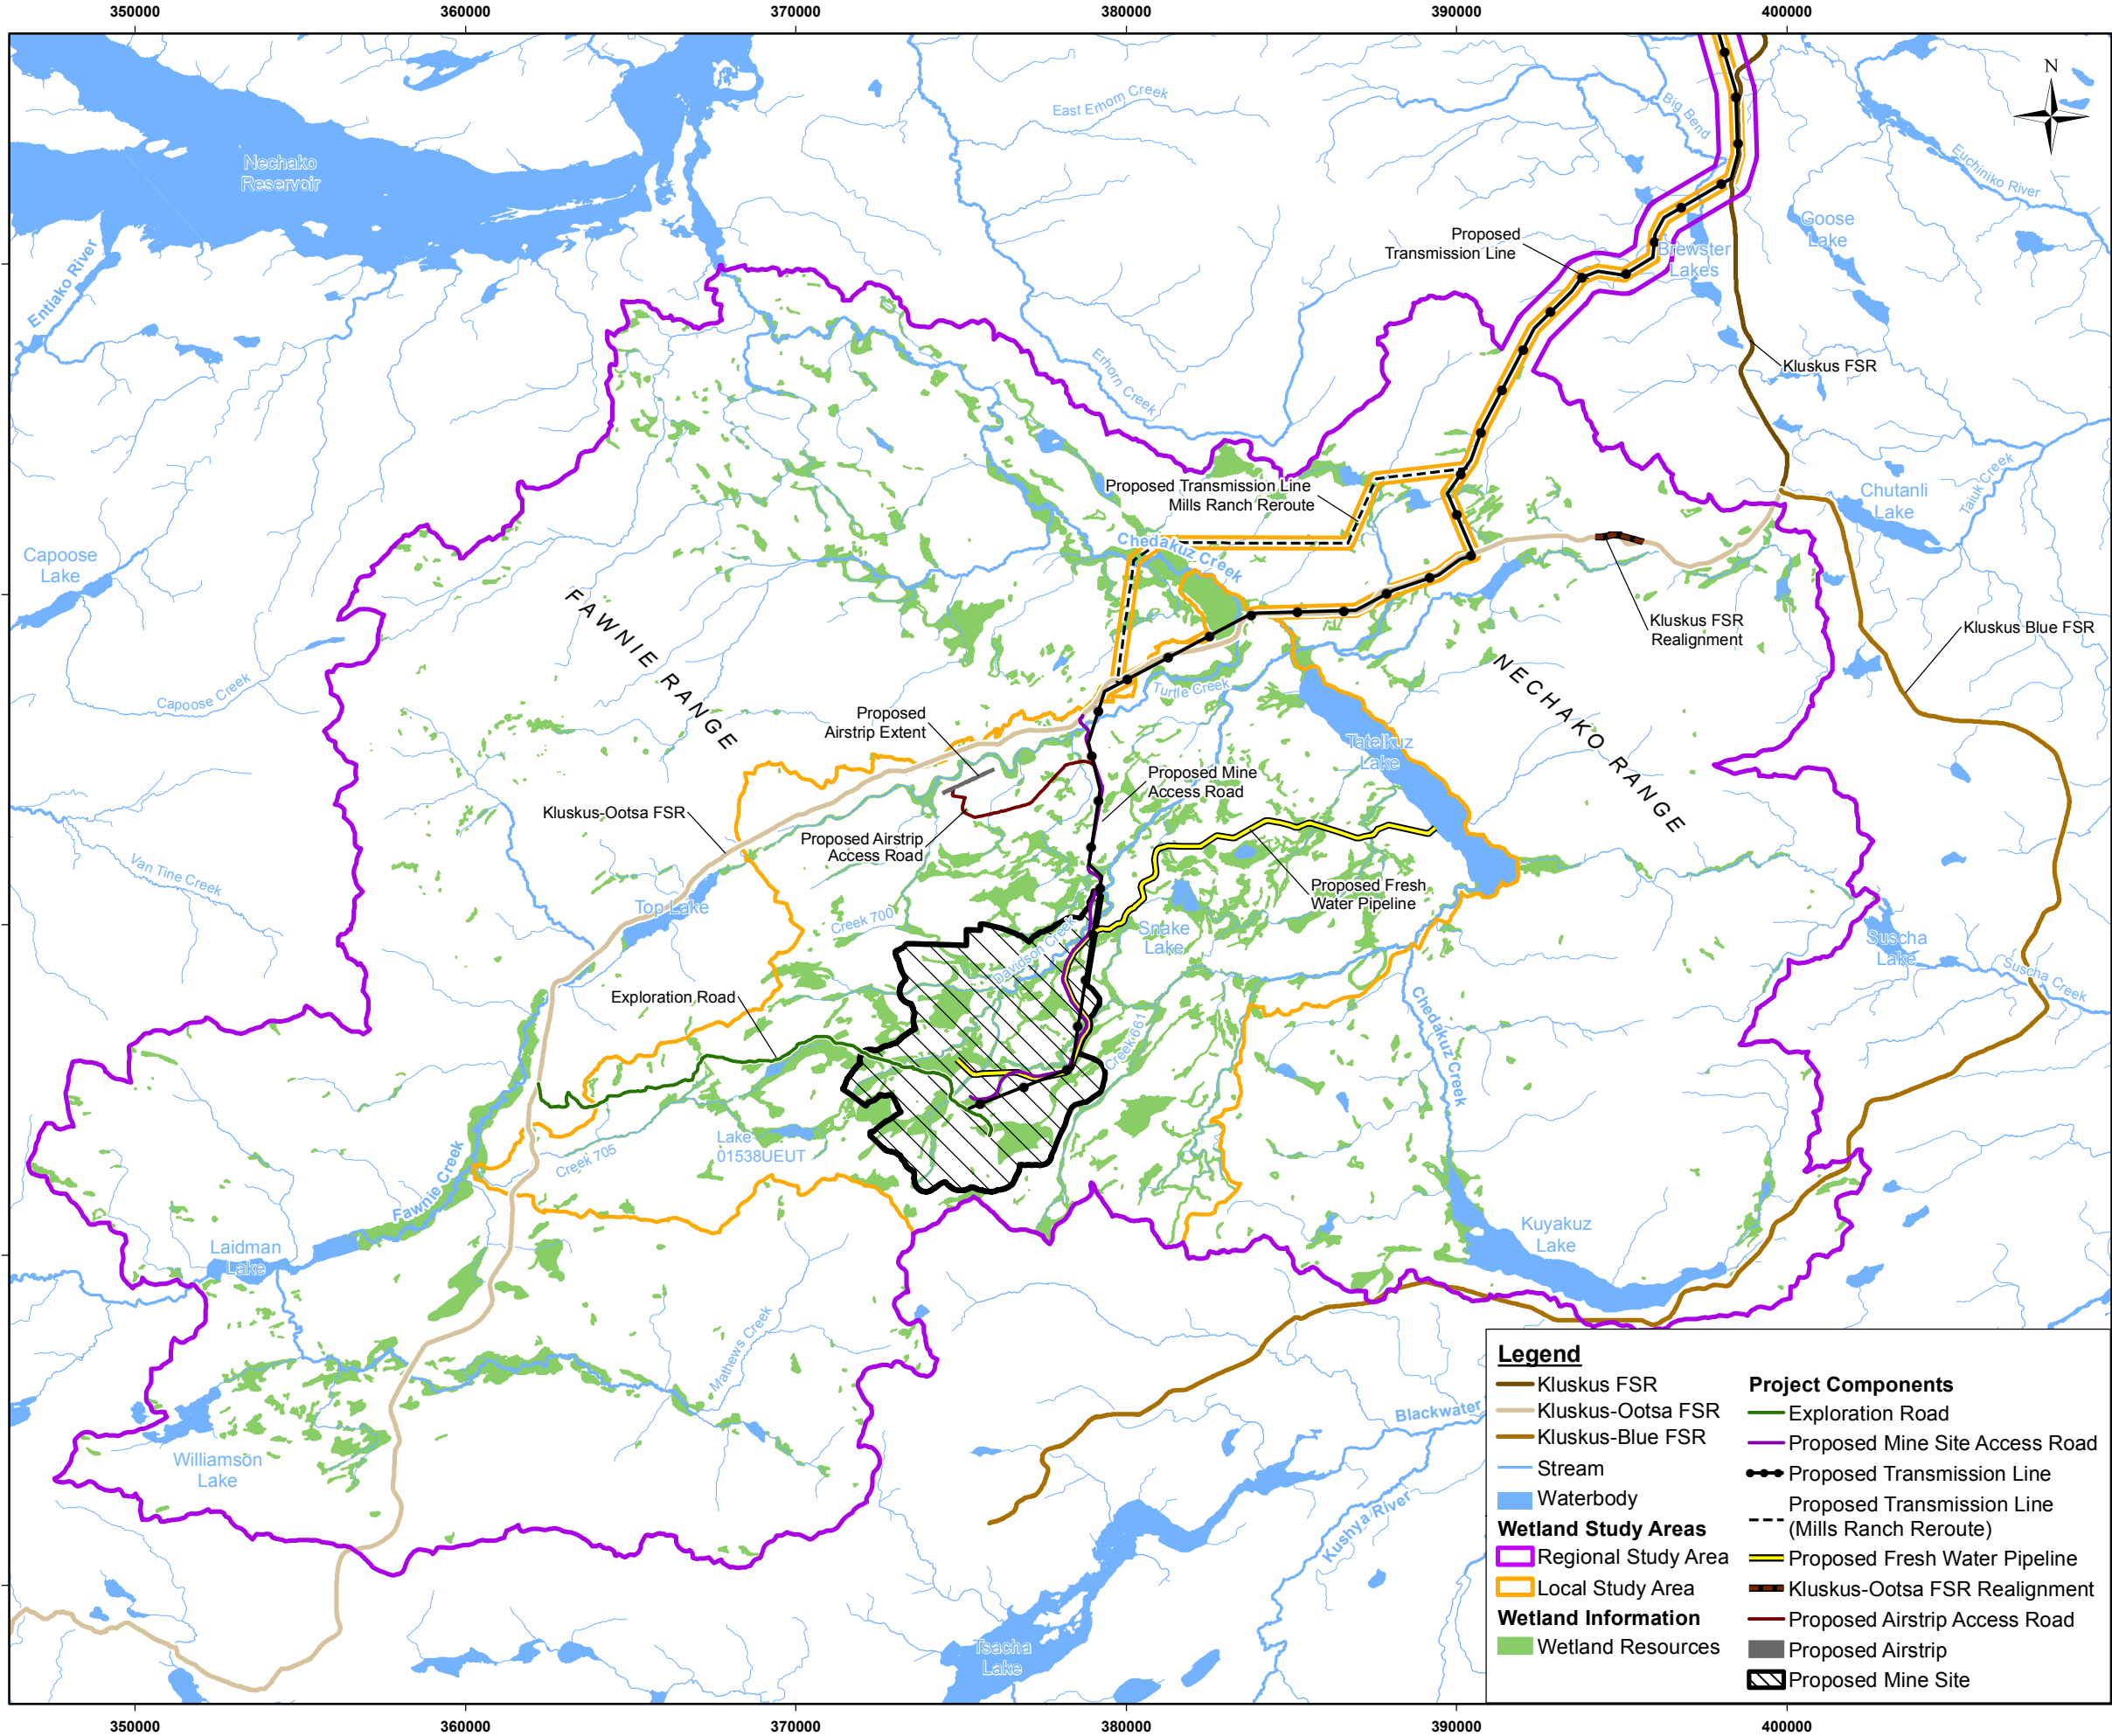 350000
360000
370000
380000
390000
400000
N
East Erhorn Creek
Big Bend
Euchiniko River
Nechako
Reservoir
Goose
Lake
Proposed
Transmission Line
Brewster
Lakes
Entiako River
Erhorn Creek
Kluskus FSR
Proposed Transmission Line
Mills Ranch Reroute
Chutanli
Lake
Taiuk Creek
Capoose
Lake
Chedakuz Creek
FAWNIE RANGE
Kluskus FSR
Realignment
Kluskus Blue FSR
NECHAKO RANGE
Capoose Creek
Turtle Creek
Proposed
Airstrip Extent
Tatelkuz
Lake
Proposed Mine
Access Road
Kluskus-Ootsa FSR
Proposed Airstrip
Access Road
Van Tine Creek
Proposed Fresh
Water Pipeline
Top Lake
Creek 700
Snake
Lake
Suscha
Lake
Davidson Creek
Suscha Creek
Exploration Road
Chedakuz Creek
Creek 661
Lake
01538UEUT
Creek 705
Fawnie Creek
Kuyakuz
Lake
Laidman
Lake
Mathews Creek
Blackwater
Williamson
Lake
Kushya River
Tsacha
Lake
Legend
Kluskus FSR
Kluskus-Ootsa FSR
Kluskus-Blue FSR
Stream
Waterbody
Wetland Study Areas
Regional Study Area
Local Study Area
Wetland Information
Wetland Resources
Project Components
Exploration Road
Proposed Mine Site Access Road
Proposed Transmission Line
Proposed Transmission Line
(Mills Ranch Reroute)
Proposed Fresh Water Pipeline
Kluskus-Ootsa FSR Realignment
Proposed Airstrip Access Road
Proposed Airstrip
Proposed Mine Site
350000
360000
370000
380000
390000
400000